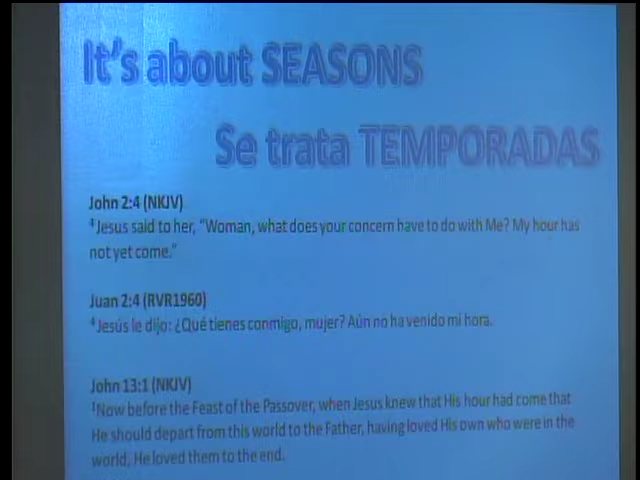 It's about SEASONS
Se trata TEMPORADAS
John 2:4 (NKJV)
4 Jesus said to her, “Woman, what does your concern have to do with Me? My hour has
not yet come.”
Juan 2:4 (RVR1960)
4 Jesús le dijo: ¿Qué tienes conmigo, mujer? Aún no ha venido mi hora.
John 13:1 (NKJV)
1 Now before the Feast of the Passover, when Jesus knew that His hour had come that
He should depart from this world to the Father, having loved His own who were in the
world, He loved them to the end.